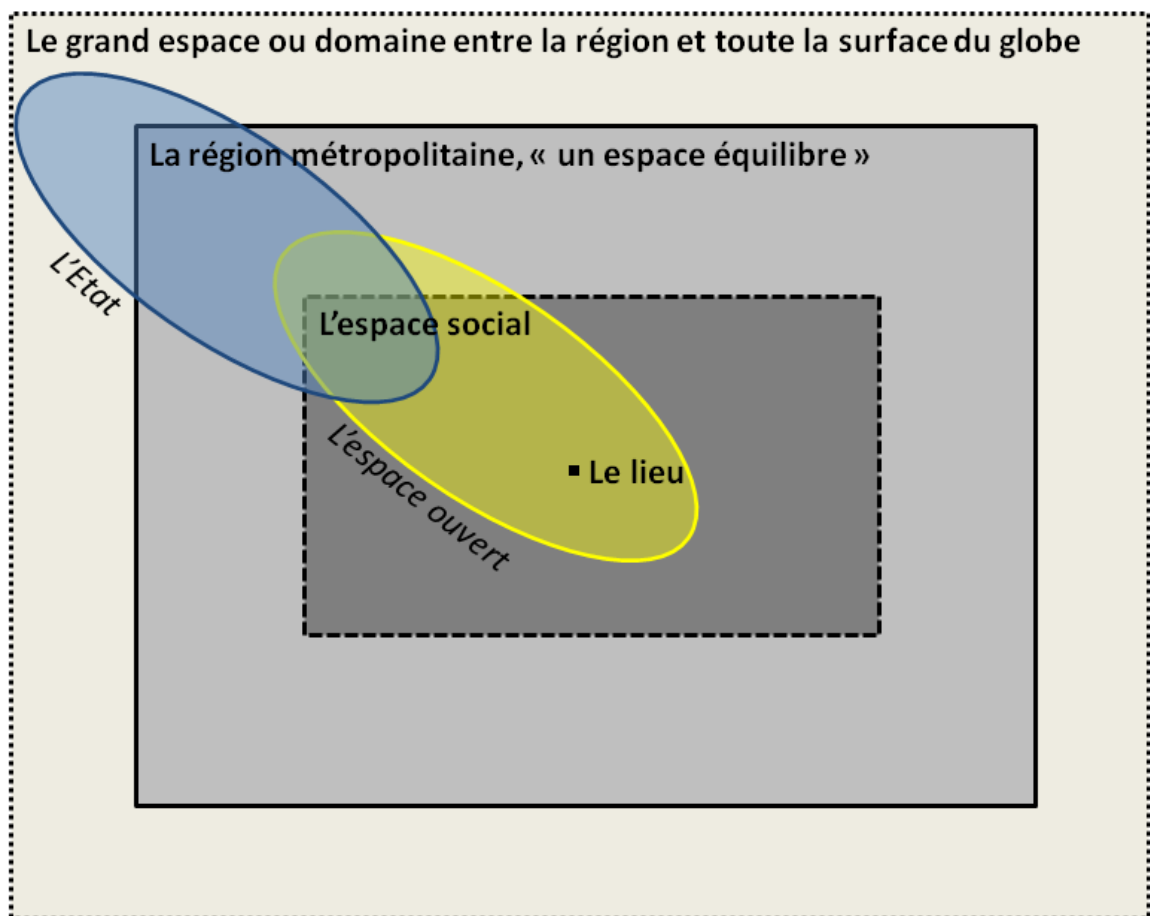 Le grand espace ou domaine entre la région et toute la surface du globe
La région métropolitaine, « un espace équilibre »
L'Etat
L'espace social
L'espace ouvert
Le lieu